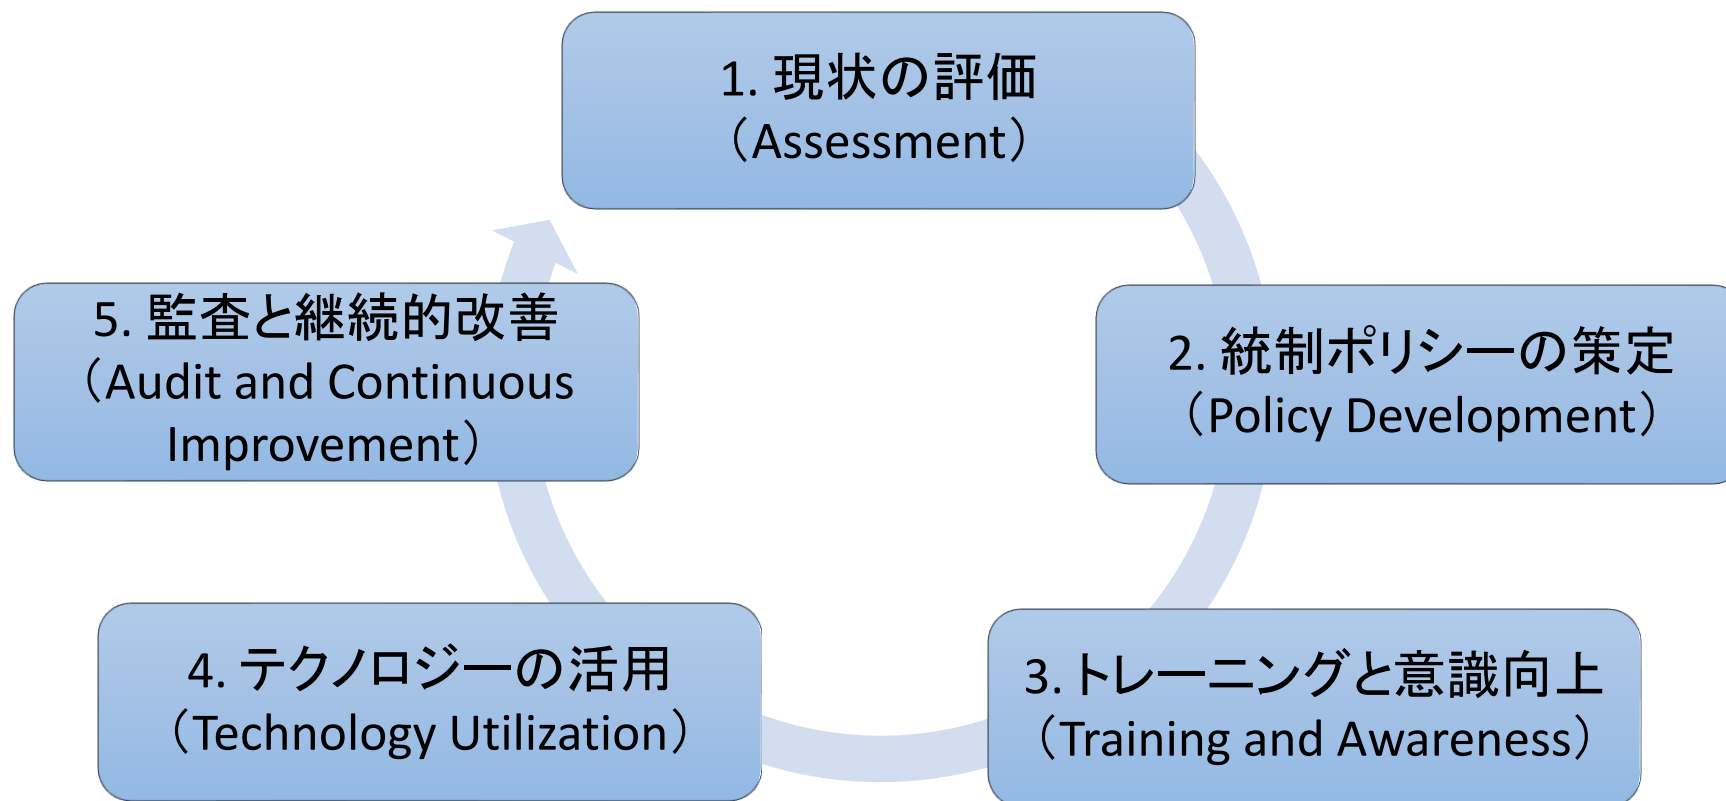 1. 現状の評価
（Assessment）
2. 統制ポリシーの策定
（Policy Development）
3. トレーニングと意識向上
（Training and Awareness）
4. テクノロジーの活用
（Technology Utilization）
5. 監査と継続的改善
（Audit and Continuous
Improvement）